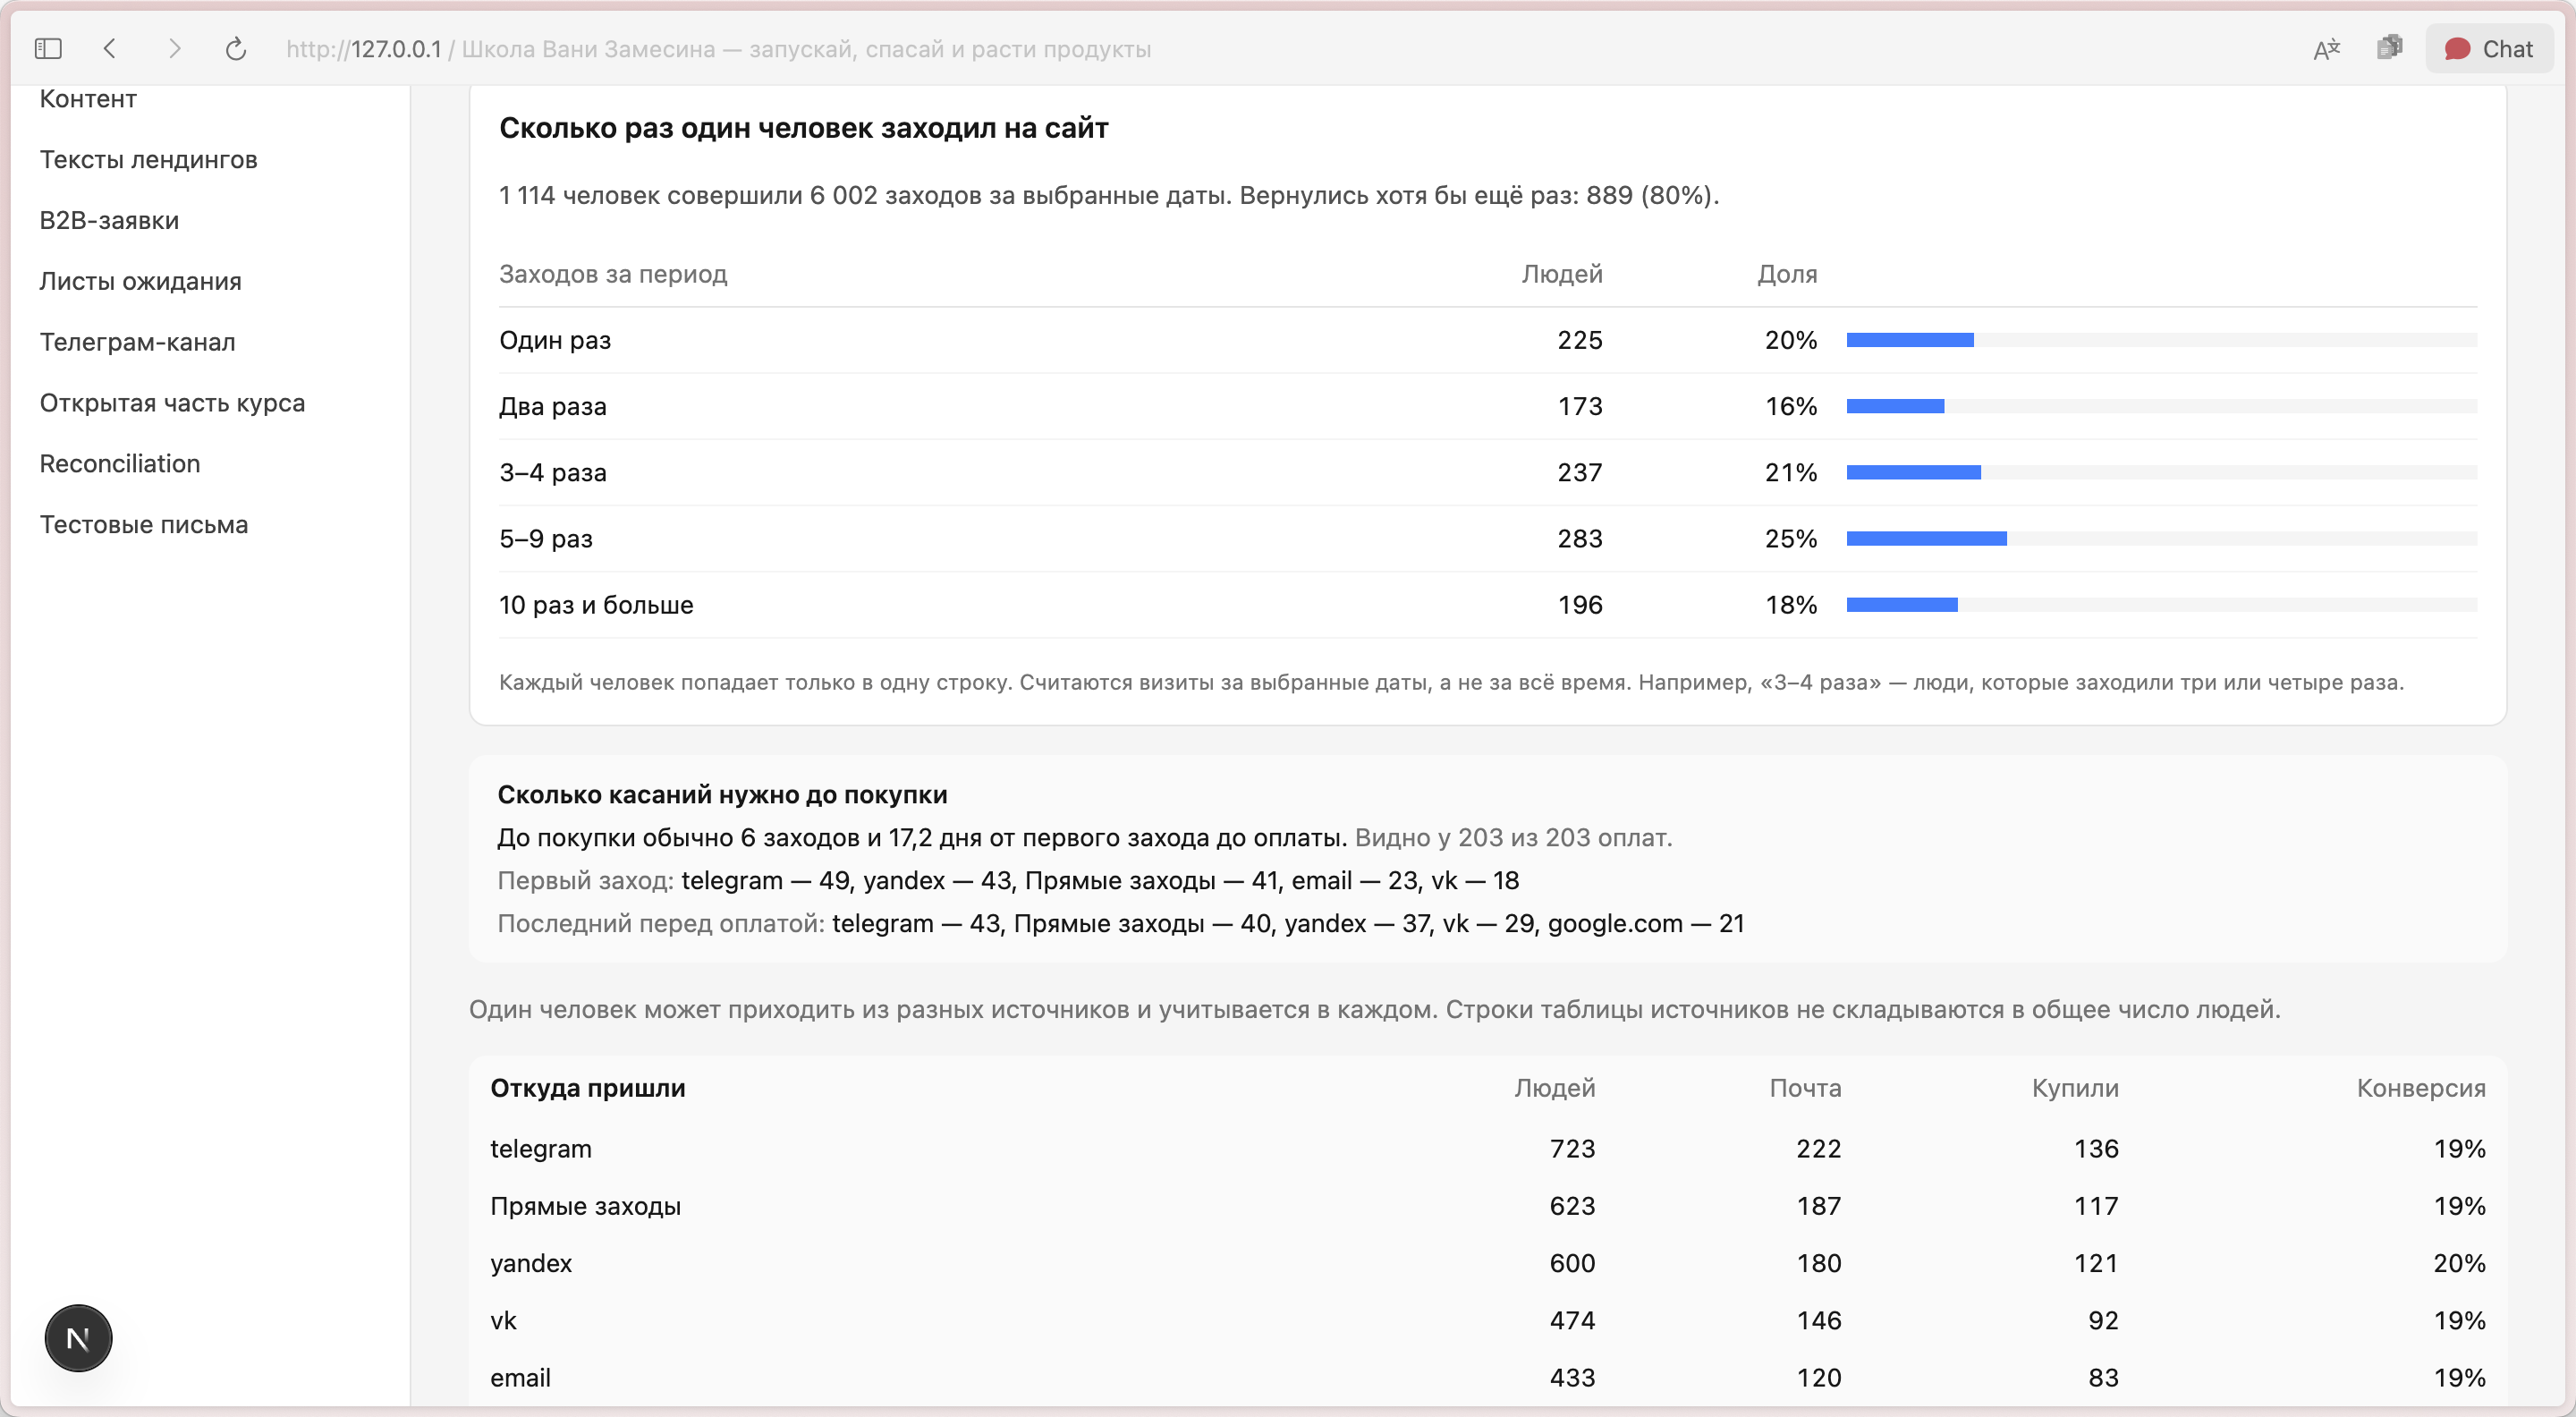 http://127.0.0.1 / Школа Вани Замесина — запускай, спасай и расти продукты
Chat
Контент
Тексты лендингов
B2B-заявки
Листы ожидания
Телеграм-канал
Открытая часть курса
Reconciliation
Тестовые письма
Сколько раз один человек заходил на сайт
1 114 человек совершили 6 002 заходов за выбранные даты. Вернулись хотя бы ещё раз: 889 (80%).
Заходов за период Людей Доля
Один раз 225 20%
Два раза 173 16%
3–4 раза 237 21%
5–9 раз 283 25%
10 раз и больше 196 18%
Каждый человек попадает только в одну строку. Считаются визиты за выбранные даты, а не за всё время. Например, «3–4 раза» — люди, которые заходили три или четыре раза.
Сколько касаний нужно до покупки
До покупки обычно 6 заходов и 17,2 дня от первого захода до оплаты. Видно у 203 из 203 оплат.
Первый заход: telegram — 49, yandex — 43, Прямые заходы — 41, email — 23, vk — 18
Последний перед оплатой: telegram — 43, Прямые заходы — 40, yandex — 37, vk — 29, google.com — 21
Один человек может приходить из разных источников и учитывается в каждом. Строки таблицы источников не складываются в общее число людей.
Откуда пришли Людей Почта Купили Конверсия
telegram 723 222 136 19%
Прямые заходы 623 187 117 19%
yandex 600 180 121 20%
vk 474 146 92 19%
email 433 120 83 19%
N